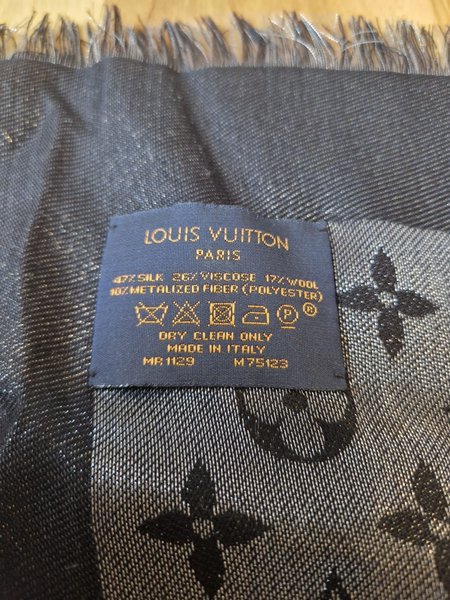 LOUIS VUITTON
PARIS
47% SILK 26% VISCOSE 17% WOOL
10% METALIZED FIBER (POLYESTER)
P ®
DRY CLEAN ONLY
MADE IN ITALY
MR 1129 M75123